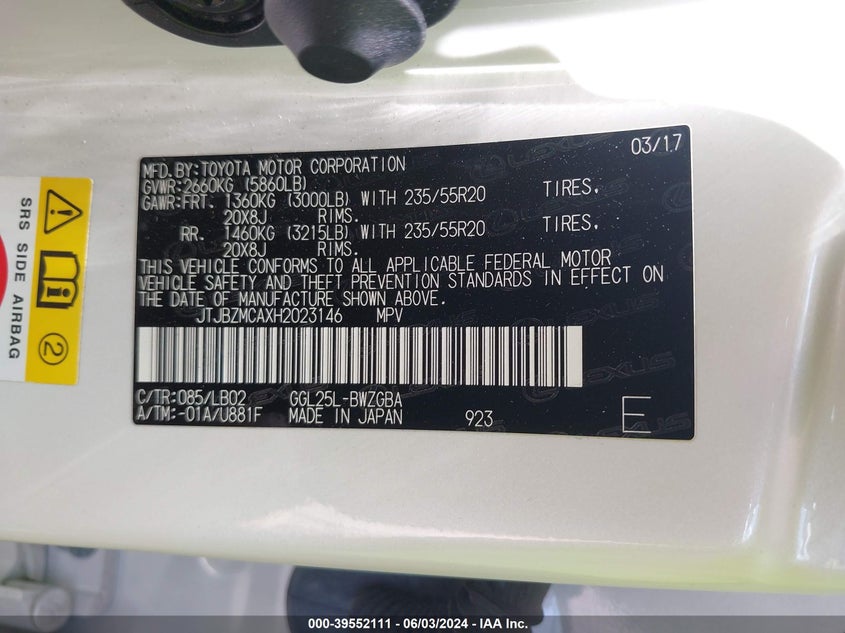 03/17
MFD.BY:TOYOTA MOTOR CORPORATION
GVWR:2660KG (5860LB)
GAWR:FRT. 1360KG (3000LB) WITH 235/55R20 TIRES,
20X8J RIMS.
RR. 1460KG (3215LB) WITH 235/55R20 TIRES,
20X8J RIMS.
THIS VEHICLE CONFORMS TO ALL APPLICABLE FEDERAL MOTOR
VEHICLE SAFETY AND THEFT PREVENTION STANDARDS IN EFFECT ON
THE DATE OF MANUFACTURE SHOWN ABOVE.
JTJBZMCAXH2023146 MPV
C/TR:085/LB02 GGL25L-BWZGBA
A/TM:-01A/U881F MADE IN JAPAN 923 E
SRS SIDE AIRBAG
2
LEXUS
000-39552111 - 06/03/2024 - IAA Inc.